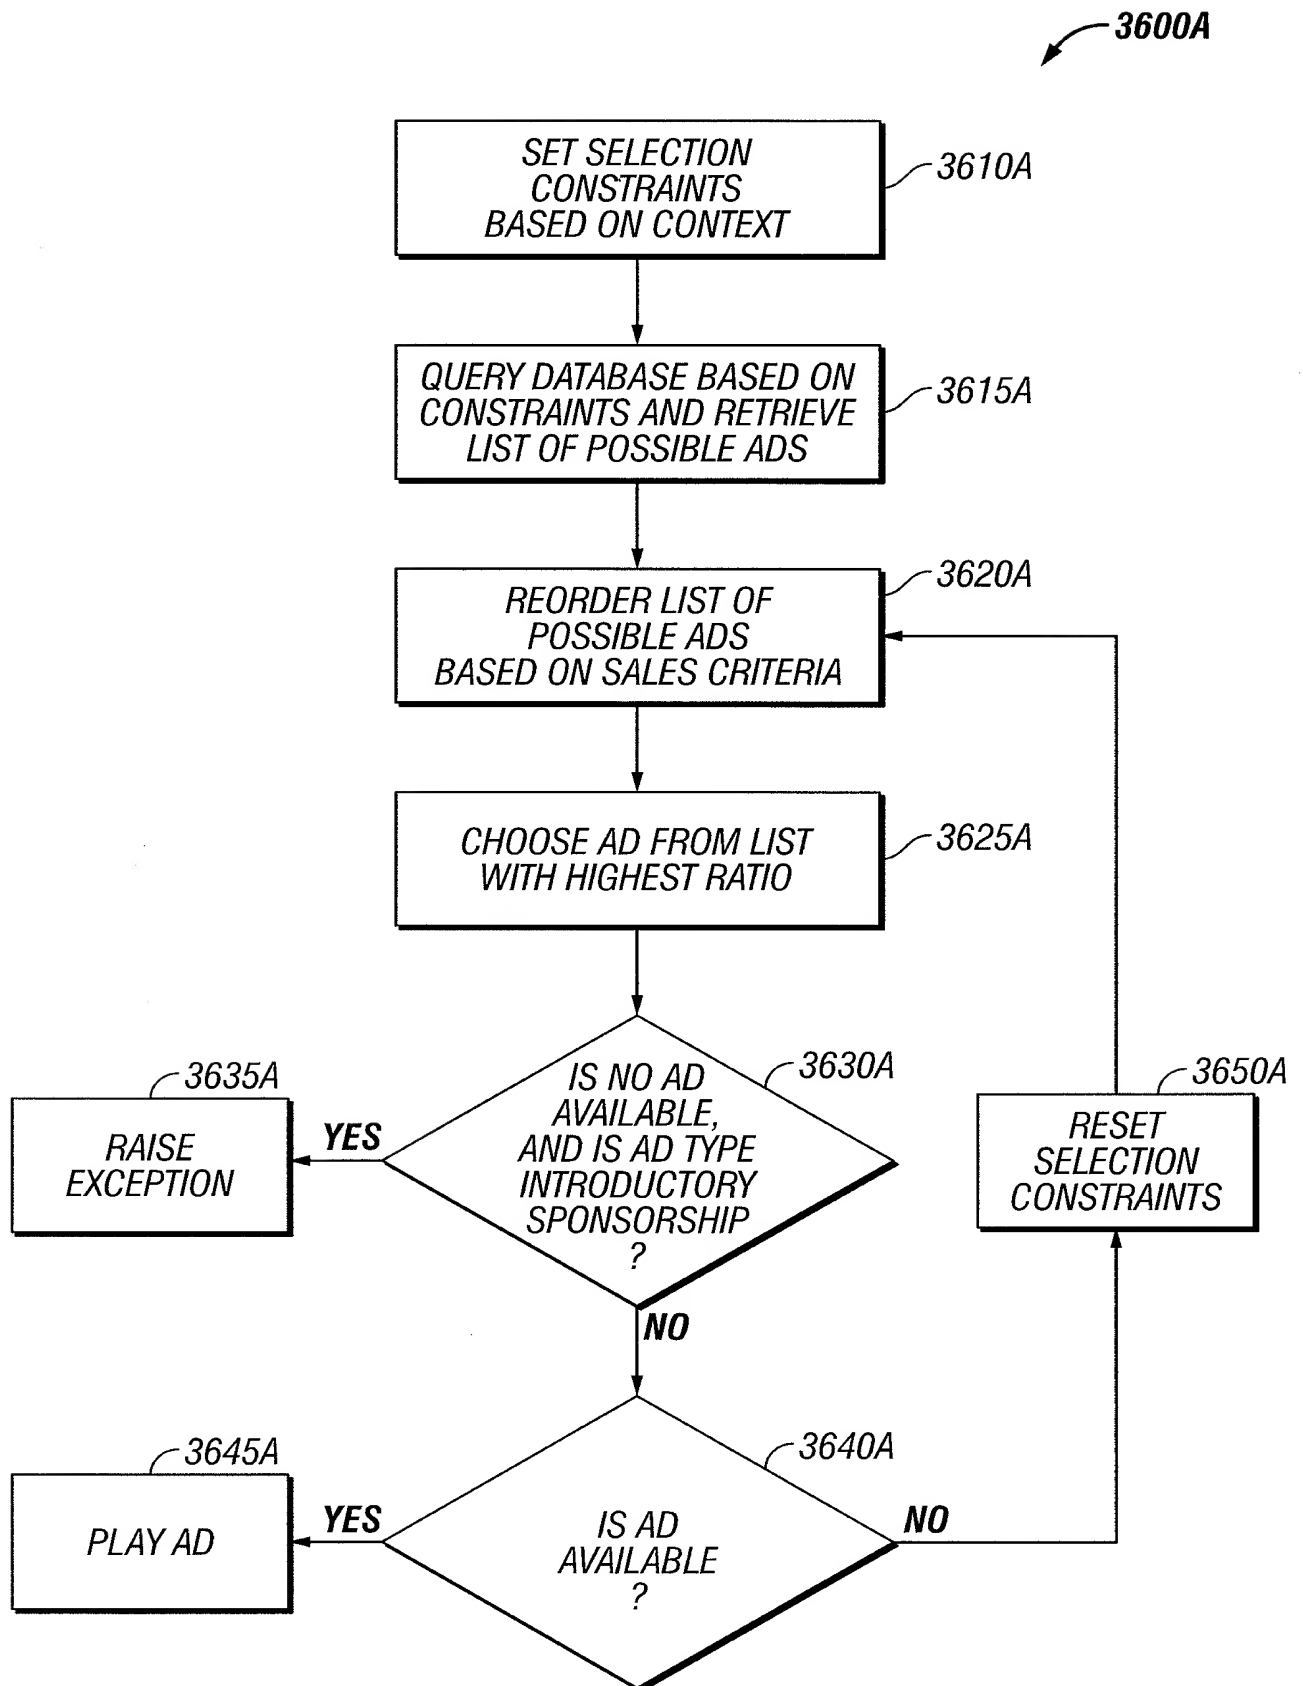 3600A
SET SELECTION
CONSTRAINTS
BASED ON CONTEXT
3610A
QUERY DATABASE BASED ON
CONSTRAINTS AND RETRIEVE
LIST OF POSSIBLE ADS
3615A
REORDER LIST OF
POSSIBLE ADS
BASED ON SALES CRITERIA
3620A
CHOOSE AD FROM LIST
WITH HIGHEST RATIO
3625A
IS NO AD
AVAILABLE,
AND IS AD TYPE
INTRODUCTORY
SPONSORSHIP
?
3630A
YES
3635A
RAISE
EXCEPTION
NO
3650A
RESET
SELECTION
CONSTRAINTS
IS AD
AVAILABLE
?
3640A
YES
3645A
PLAY AD
NO